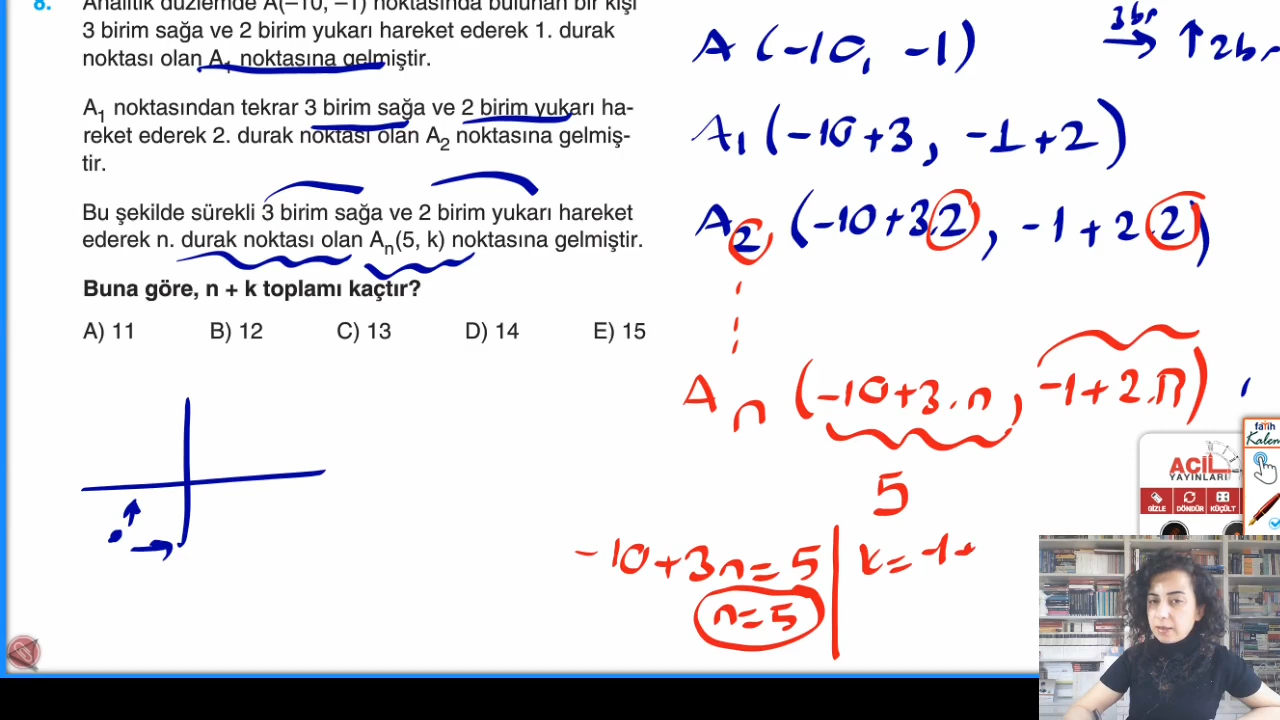 8. Analitik düzlemde A(–10, –1) noktasında bulunan bir kişi
3 birim sağa ve 2 birim yukarı hareket ederek 1. durak
noktası olan A₁ noktasına gelmiştir.
A₁ noktasından tekrar 3 birim sağa ve 2 birim yukarı ha-
reket ederek 2. durak noktası olan A₂ noktasına gelmiş-
tir.
Bu şekilde sürekli 3 birim sağa ve 2 birim yukarı hareket
ederek n. durak noktası olan Aₙ(5, k) noktasına gelmiştir.
Buna göre, n + k toplamı kaçtır?
A) 11 B) 12 C) 13 D) 14 E) 15
A (-10, -1)
3br
2br
A₁ (-10+3, -1+2)
A₂ (-10+3.2, -1+2.2)
Aₙ (-10+3.n, -1+2.n)
5
-10+3n=5
n=5
k=-1+
fatih
Kalem
ACİL
YAYINLARI
GİZLE DÖNDÜR KÜÇÜLT